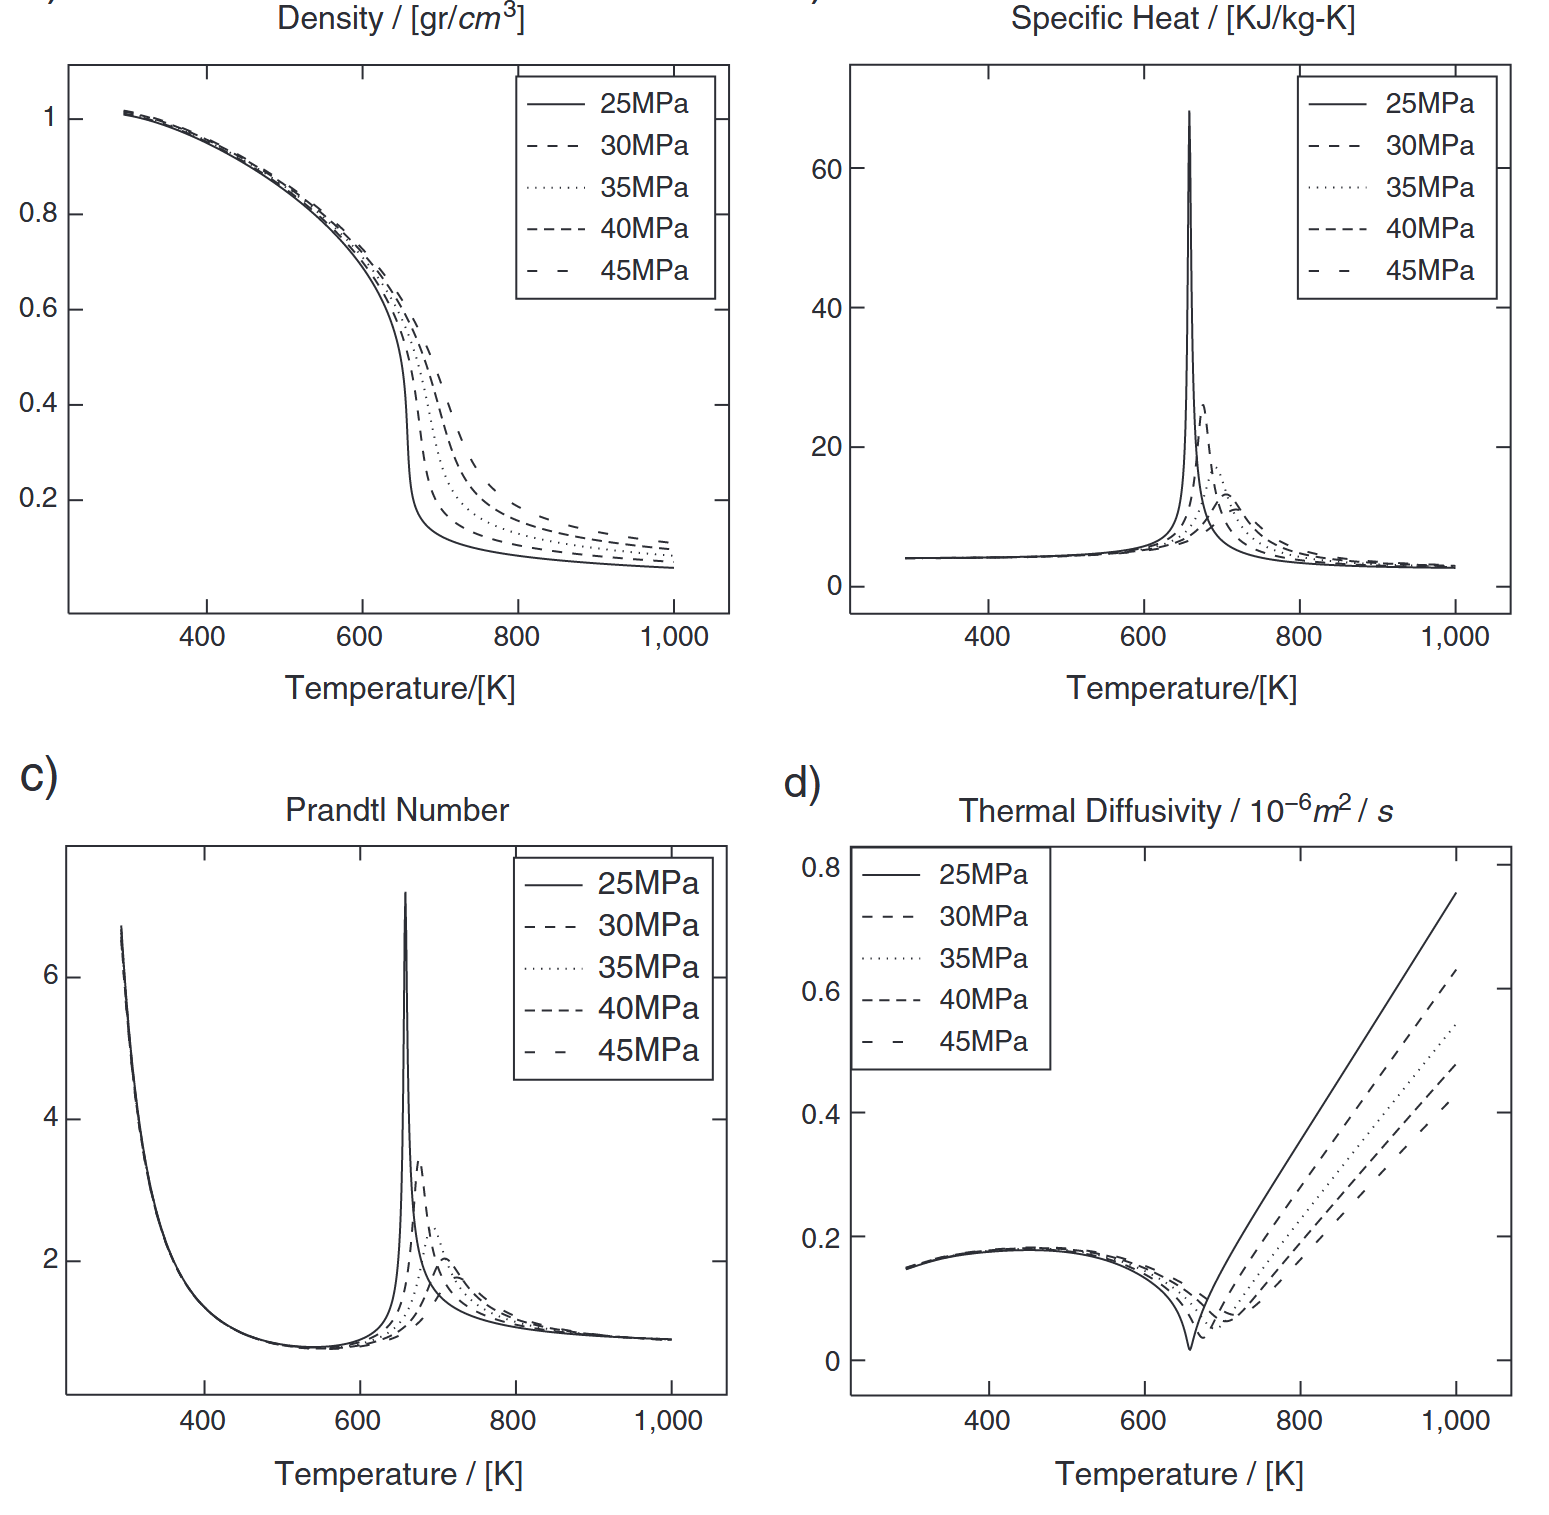 Density / [gr/cm³]
25MPa
30MPa
35MPa
40MPa
45MPa
1
0.8
0.6
0.4
0.2
400 600 800 1,000
Temperature/[K]
Specific Heat / [KJ/kg-K]
25MPa
30MPa
35MPa
40MPa
45MPa
60
40
20
0
400 600 800 1,000
Temperature/[K]
c)
Prandtl Number
25MPa
30MPa
35MPa
40MPa
45MPa
6
4
2
400 600 800 1,000
Temperature / [K]
d)
Thermal Diffusivity / 10⁻⁶m² / s
25MPa
30MPa
35MPa
40MPa
45MPa
0.8
0.6
0.4
0.2
0
400 600 800 1,000
Temperature / [K]